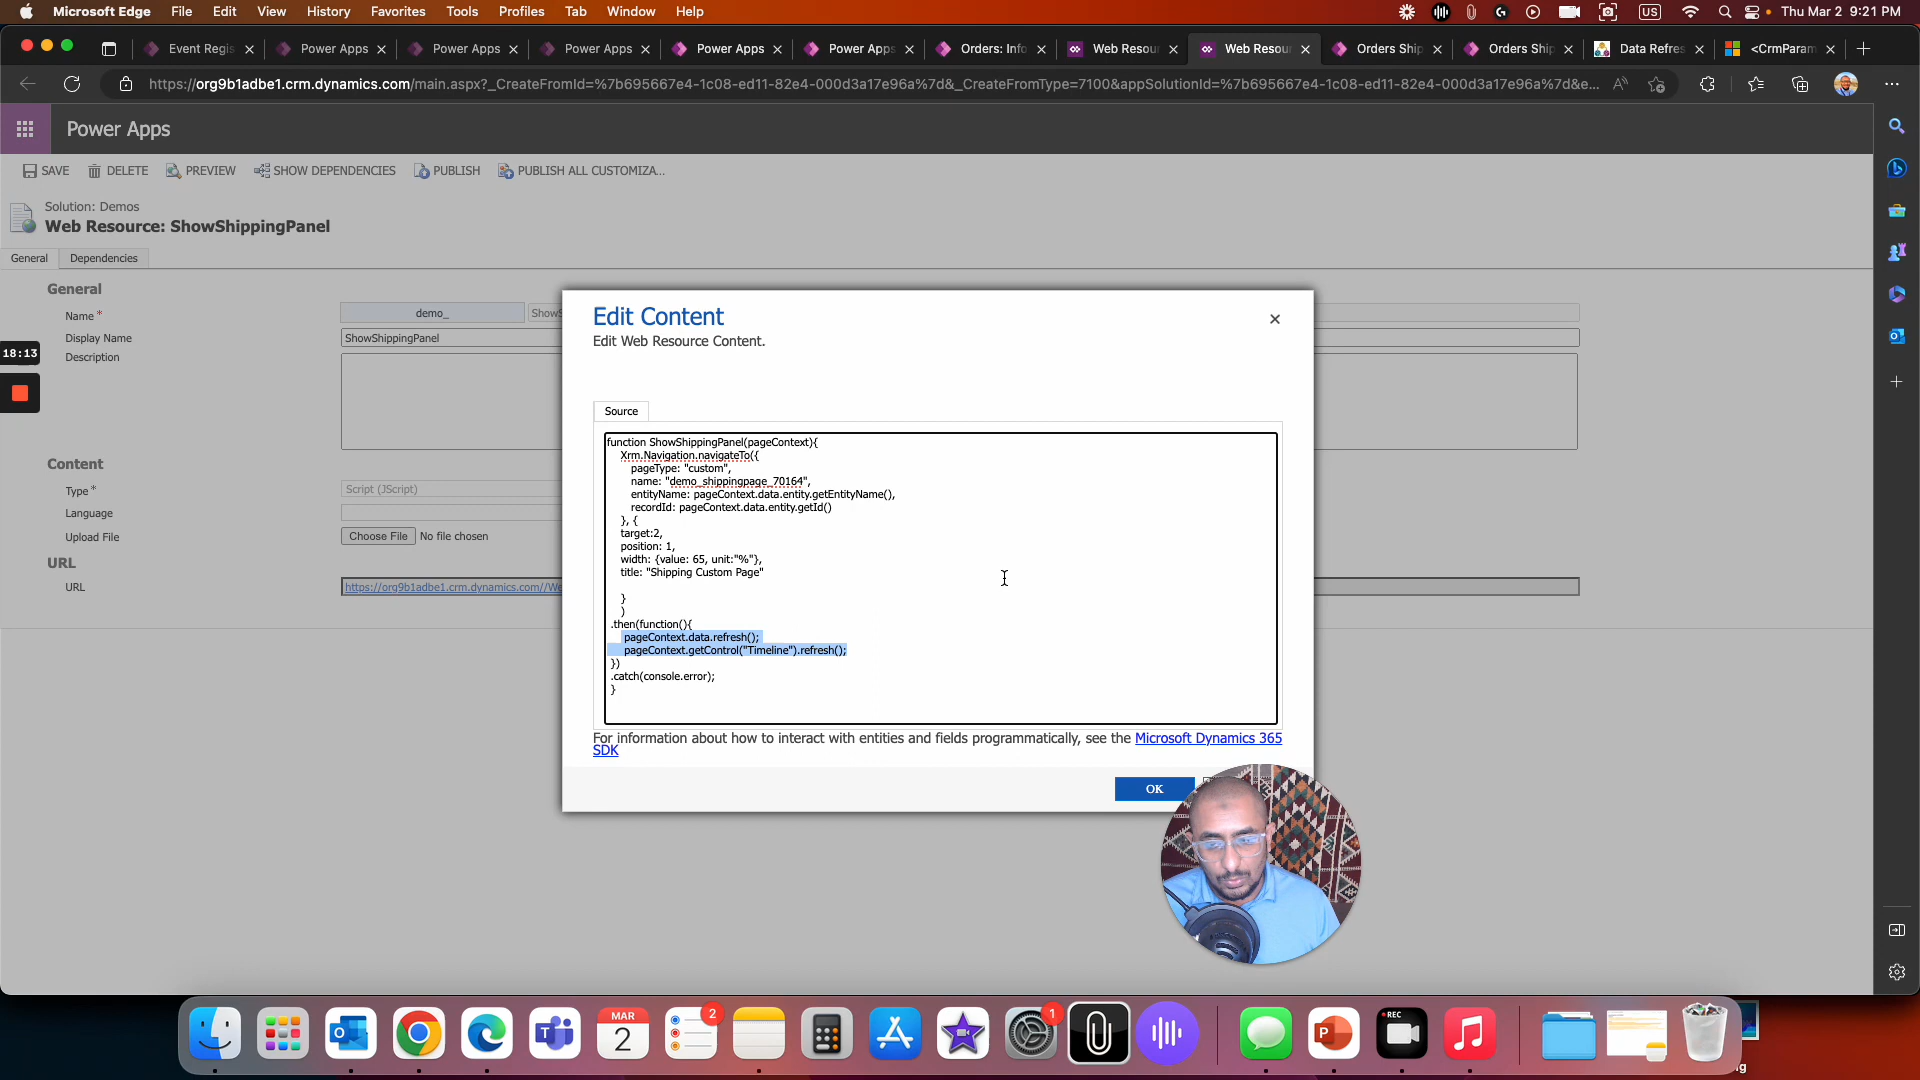 Microsoft Edge File Edit View History Favorites Tools Profiles Tab Window Help
US Thu Mar 2 9:21 PM
Event Regis
Power Apps
Power Apps
Power Apps
Power Apps
Power Apps
Orders: Info
Web Resour
Web Resour
Orders Ship
Orders Ship
Data Refres
<CrmParam
https://org9b1adbe1.crm.dynamics.com/main.aspx?_CreateFromId=%7b695667e4-1c08-ed11-82e4-000d3a17e96a%7d&_CreateFromType=7100&appSolutionId=%7b695667e4-1c08-ed11-82e4-000d3a17e96a%7d&e...
Power Apps
SAVE DELETE PREVIEW SHOW DEPENDENCIES PUBLISH PUBLISH ALL CUSTOMIZA...
Solution: Demos
Web Resource: ShowShippingPanel
General Dependencies
General
Name * demo_
Display Name ShowShippingPanel
18:13
Description
Content
Type * Script (JScript)
Language
Upload File Choose File No file chosen
URL
URL
Edit Content
Edit Web Resource Content.
Source
function ShowShippingPanel(pageContext){
Xrm.Navigation.navigateTo({
pageType: "custom",
name: "demo_shippingpage_70164",
entityName: pageContext.data.entity.getEntityName(),
recordId: pageContext.data.entity.getId()
}, {
target:2,
position: 1,
width: {value: 65, unit:"%"},
title: "Shipping Custom Page"
}
)
.then(function(){
pageContext.data.refresh();
pageContext.getControl("Timeline").refresh();
})
.catch(console.error);
}
For information about how to interact with entities and fields programmatically, see the Microsoft Dynamics 365
SDK
OK
MAR
2
2
1
REC